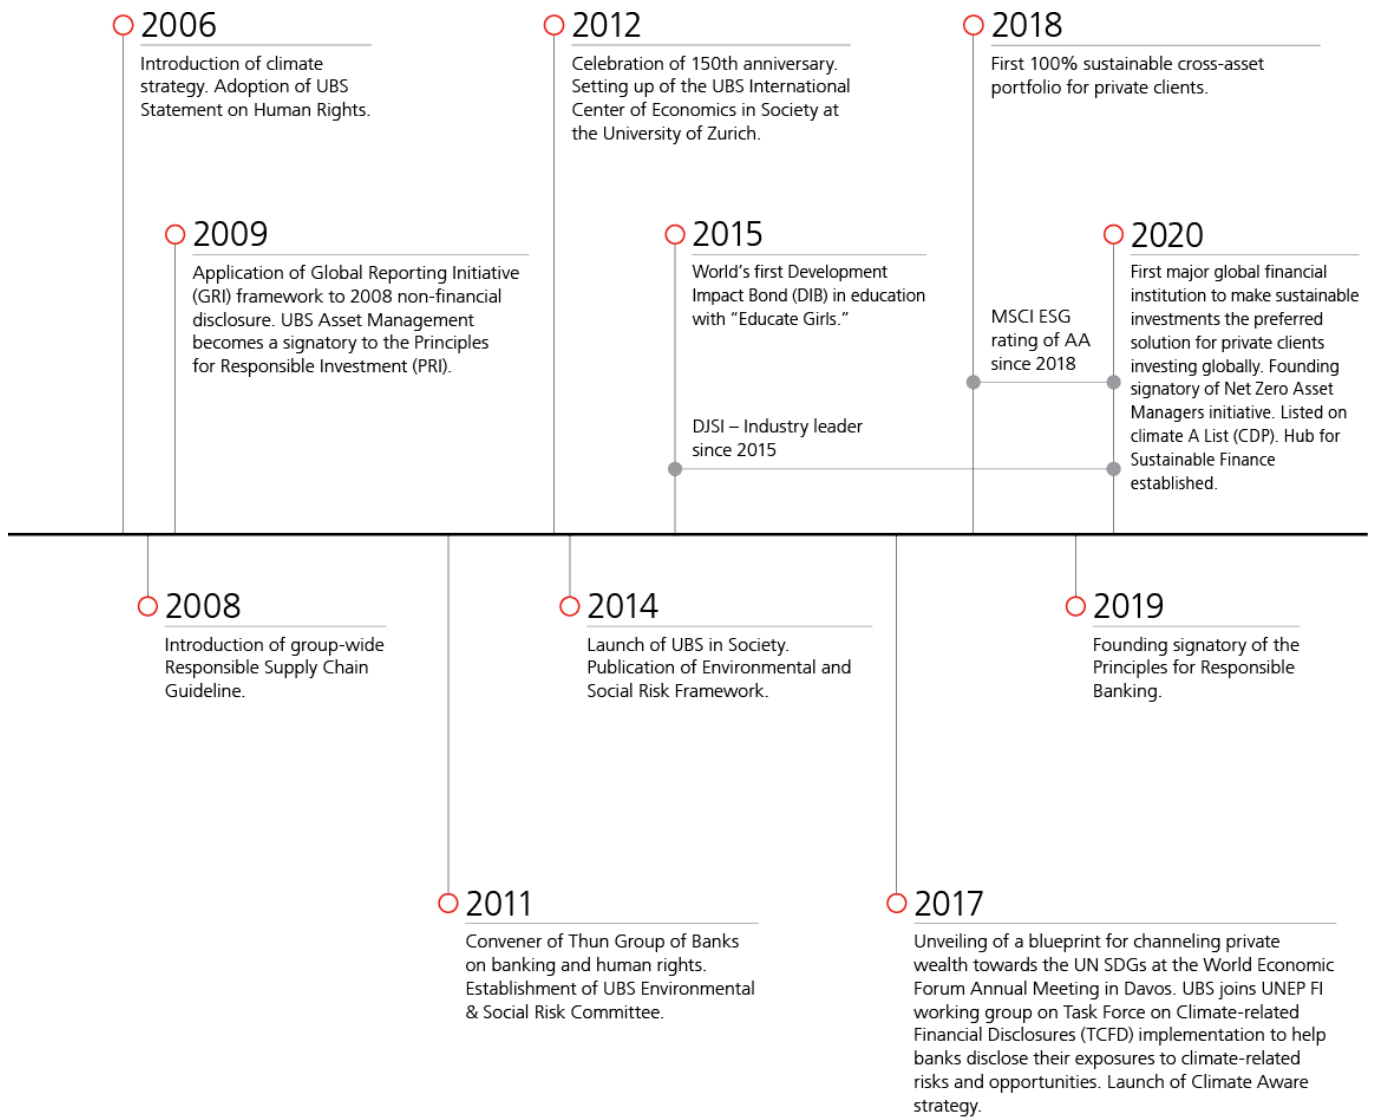 2006
Introduction of climate
strategy. Adoption of UBS
Statement on Human Rights.
2012
Celebration of 150th anniversary.
Setting up of the UBS International
Center of Economics in Society at
the University of Zurich.
2018
First 100% sustainable cross-asset
portfolio for private clients.
2009
Application of Global Reporting Initiative
(GRI) framework to 2008 non-financial
disclosure. UBS Asset Management
becomes a signatory to the Principles
for Responsible Investment (PRI).
2015
World’s first Development
Impact Bond (DIB) in education
with “Educate Girls.”
DJSI – Industry leader
since 2015
MSCI ESG
rating of AA
since 2018
2020
First major global financial
institution to make sustainable
investments the preferred
solution for private clients
investing globally. Founding
signatory of Net Zero Asset
Managers initiative. Listed on
climate A List (CDP). Hub for
Sustainable Finance
established.
2008
Introduction of group-wide
Responsible Supply Chain
Guideline.
2014
Launch of UBS in Society.
Publication of Environmental and
Social Risk Framework.
2019
Founding signatory of the
Principles for Responsible
Banking.
2011
Convener of Thun Group of Banks
on banking and human rights.
Establishment of UBS Environmental
& Social Risk Committee.
2017
Unveiling of a blueprint for channeling private
wealth towards the UN SDGs at the World Economic
Forum Annual Meeting in Davos. UBS joins UNEP FI
working group on Task Force on Climate-related
Financial Disclosures (TCFD) implementation to help
banks disclose their exposures to climate-related
risks and opportunities. Launch of Climate Aware
strategy.